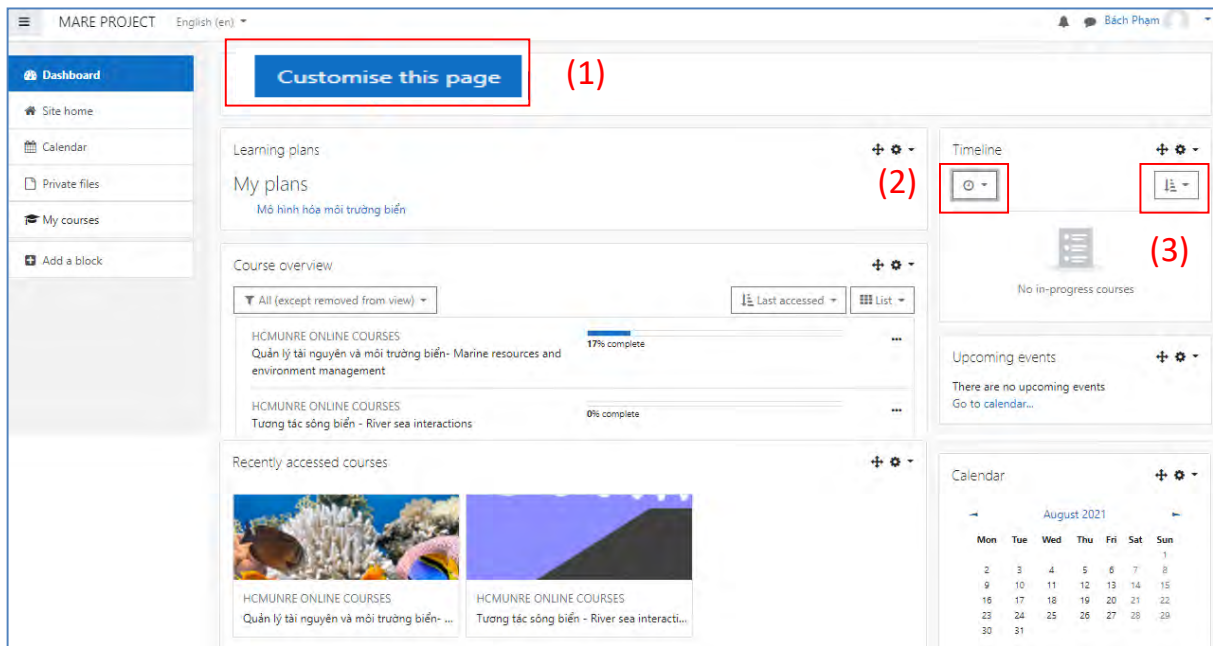 MARE PROJECT English (en)
Bách Phạm
Dashboard
Site home
Calendar
Private files
My courses
Add a block
Customise this page
(1)
Learning plans
My plans
Mô hình hóa môi trường biển
(2)
Timeline
(3)
No in-progress courses
Course overview
All (except removed from view)
Last accessed
List
HCMUNRE ONLINE COURSES
Quản lý tài nguyên và môi trường biển- Marine resources and
environment management
17% complete
...
HCMUNRE ONLINE COURSES
Tương tác sông biển - River sea interactions
0% complete
...
Upcoming events
There are no upcoming events
Go to calendar...
Recently accessed courses
HCMUNRE ONLINE COURSES
Quản lý tài nguyên và môi trường biển- ...
HCMUNRE ONLINE COURSES
Tương tác sông biển - River sea interacti...
Calendar
August 2021
Mon Tue Wed Thu Fri Sat Sun
1
2 3 4 5 6 7 8
9 10 11 12 13 14 15
16 17 18 19 20 21 22
23 24 25 26 27 28 29
30 31